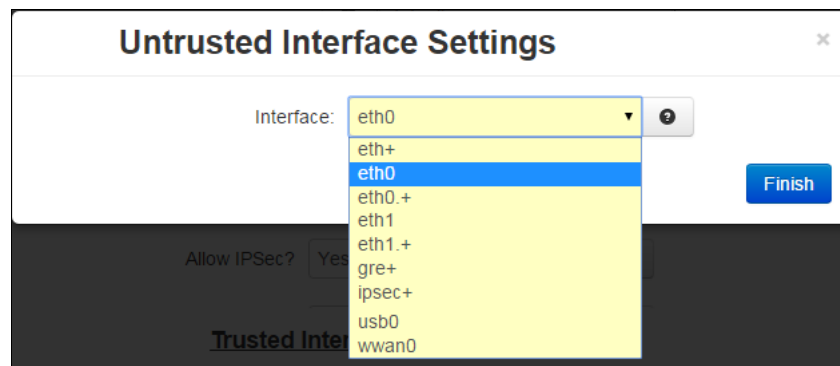 Untrusted Interface Settings
×
Interface: eth0
eth+
eth0
eth0.+
Finish
eth1
eth1.+
Allow IPSec? Yes
gre+
ipsec+
usb0
Trusted Inter
wwan0